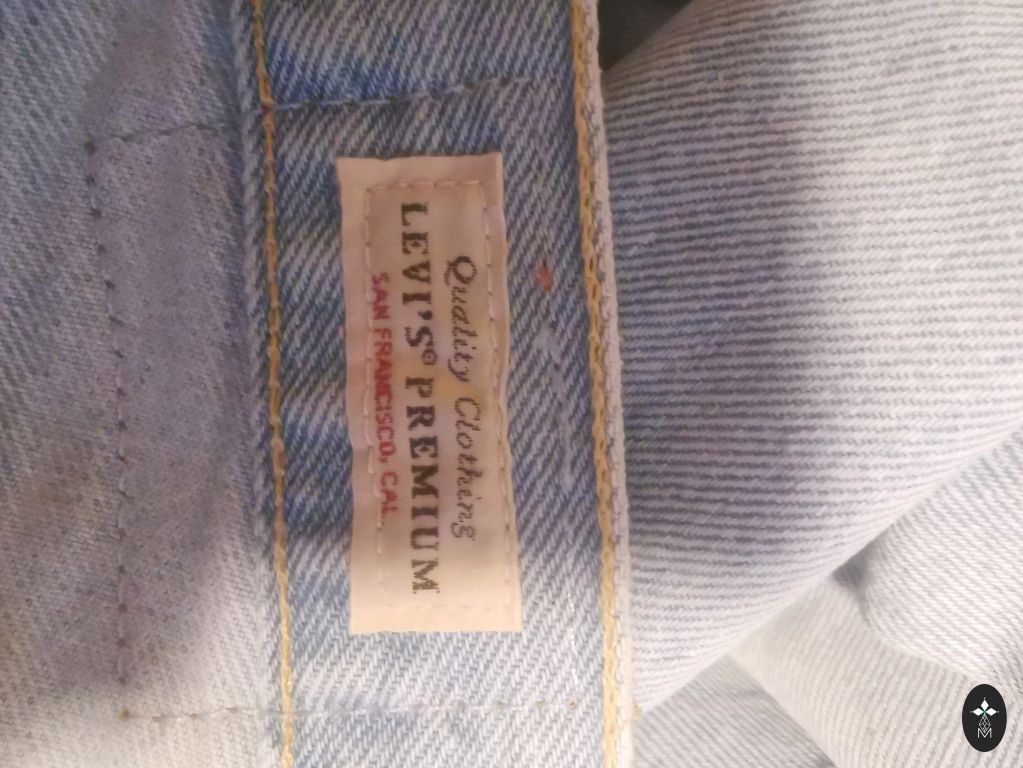 Quality Clothing
LEVI'S® PREMIUM
SAN FRANCISCO, CAL.